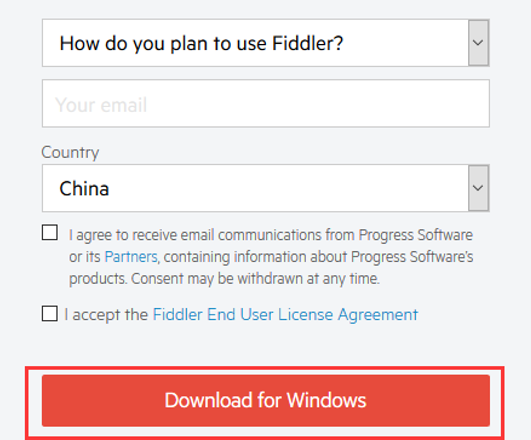 How do you plan to use Fiddler?
Your email
Country
China
I agree to receive email communications from Progress Software
or its Partners, containing information about Progress Software's
products. Consent may be withdrawn at any time.
I accept the Fiddler End User License Agreement
Download for Windows